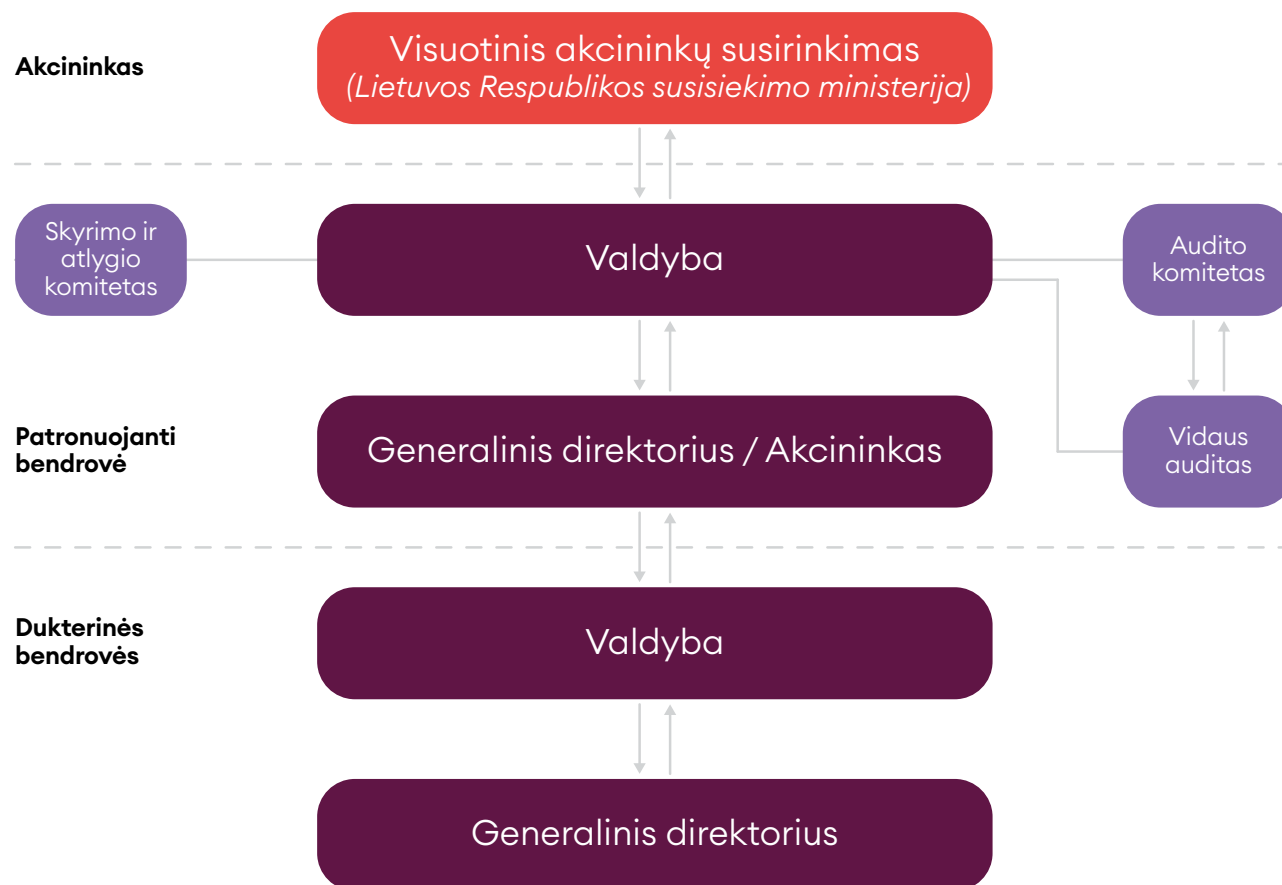 Akcininkas
Visuotinis akcininkų susirinkimas
(Lietuvos Respublikos susisiekimo ministerija)
Skyrimo ir
atlygio
komitetas
Valdyba
Audito
komitetas
Patronuojanti
bendrovė
Generalinis direktorius / Akcininkas
Vidaus
auditas
Dukterinės
bendrovės
Valdyba
Generalinis direktorius